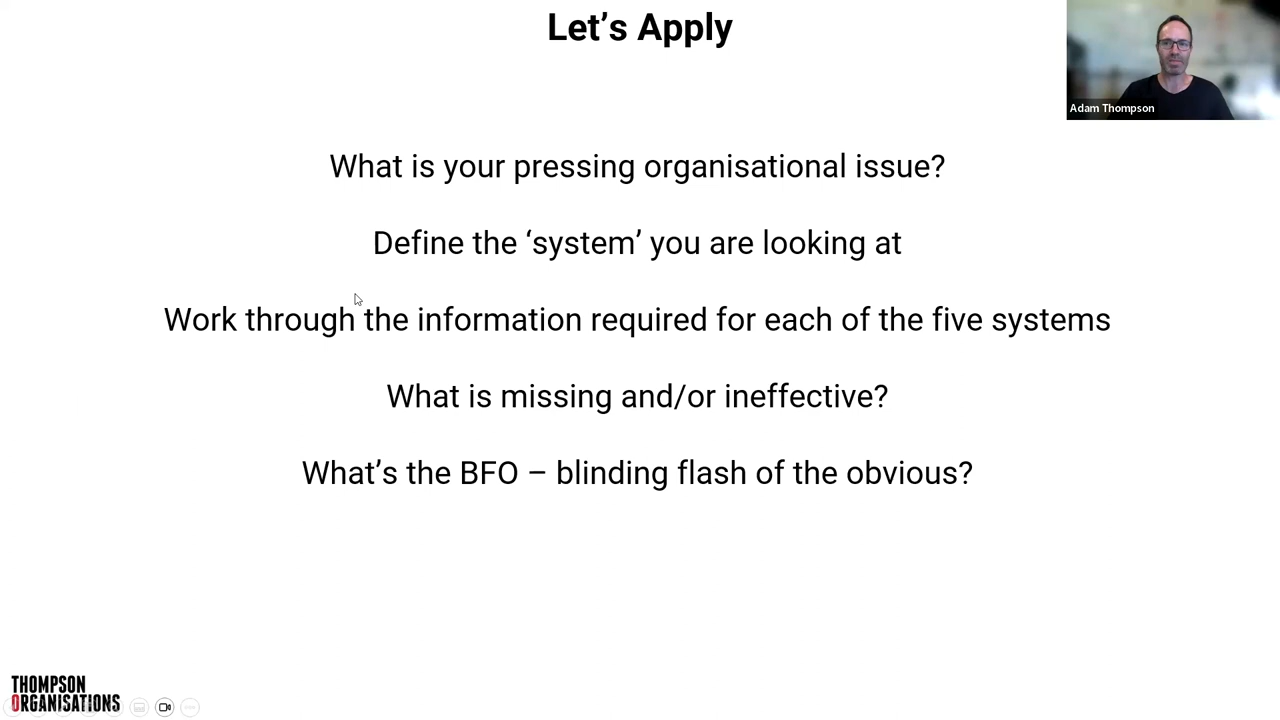 Let’s Apply
Adam Thompson
What is your pressing organisational issue?
Define the ‘system’ you are looking at
Work through the information required for each of the five systems
What is missing and/or ineffective?
What’s the BFO – blinding flash of the obvious?
THOMPSON
ORGANISATIONS